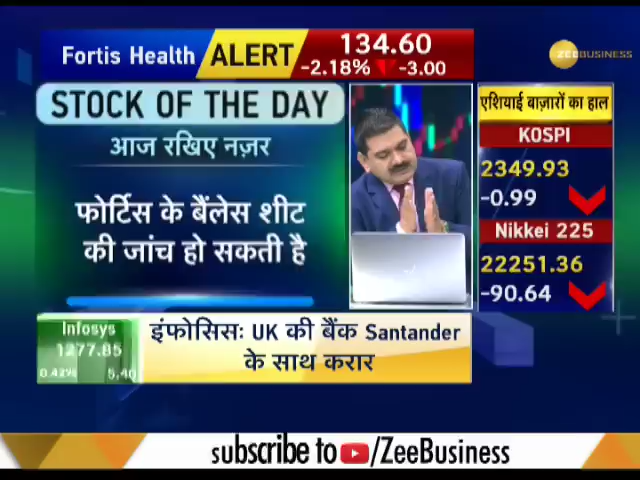 Fortis Health
ALERT
134.60
-2.18% -3.00
ZEEBUSINESS
STOCK OF THE DAY
आज रखिए नज़र
फोर्टिस के बैंलेस शीट
की जांच हो सकती है
एशियाई बाज़ारों का हाल
KOSPI
2349.93
-0.99
Nikkei 225
22251.36
-90.64
Infosys
1277.85
0.42% 5.40
इंफोसिस: UK की बैंक Santander
के साथ करार
subscribe to /ZeeBusiness